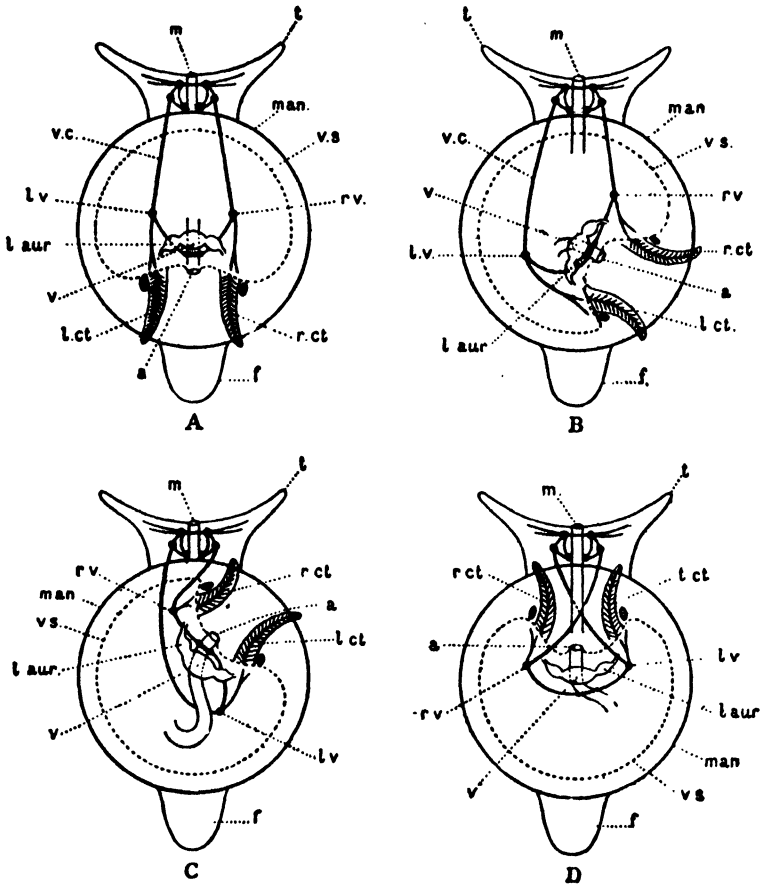 t
m
man.
v.c.
v.s
l v
r v.
l aur
v
l.ct
r.ct
a
f
A
t
m
man
v.c.
v s.
v
r v
l.v.
r.ct
a
l ct.
l aur
f.
B
t
m
r v
r ct
man
a
v s.
l ct
l aur
v
l v
f
C
t
m
r ct
l ct
a
l v
r v
l aur
man
v
v s
f
D